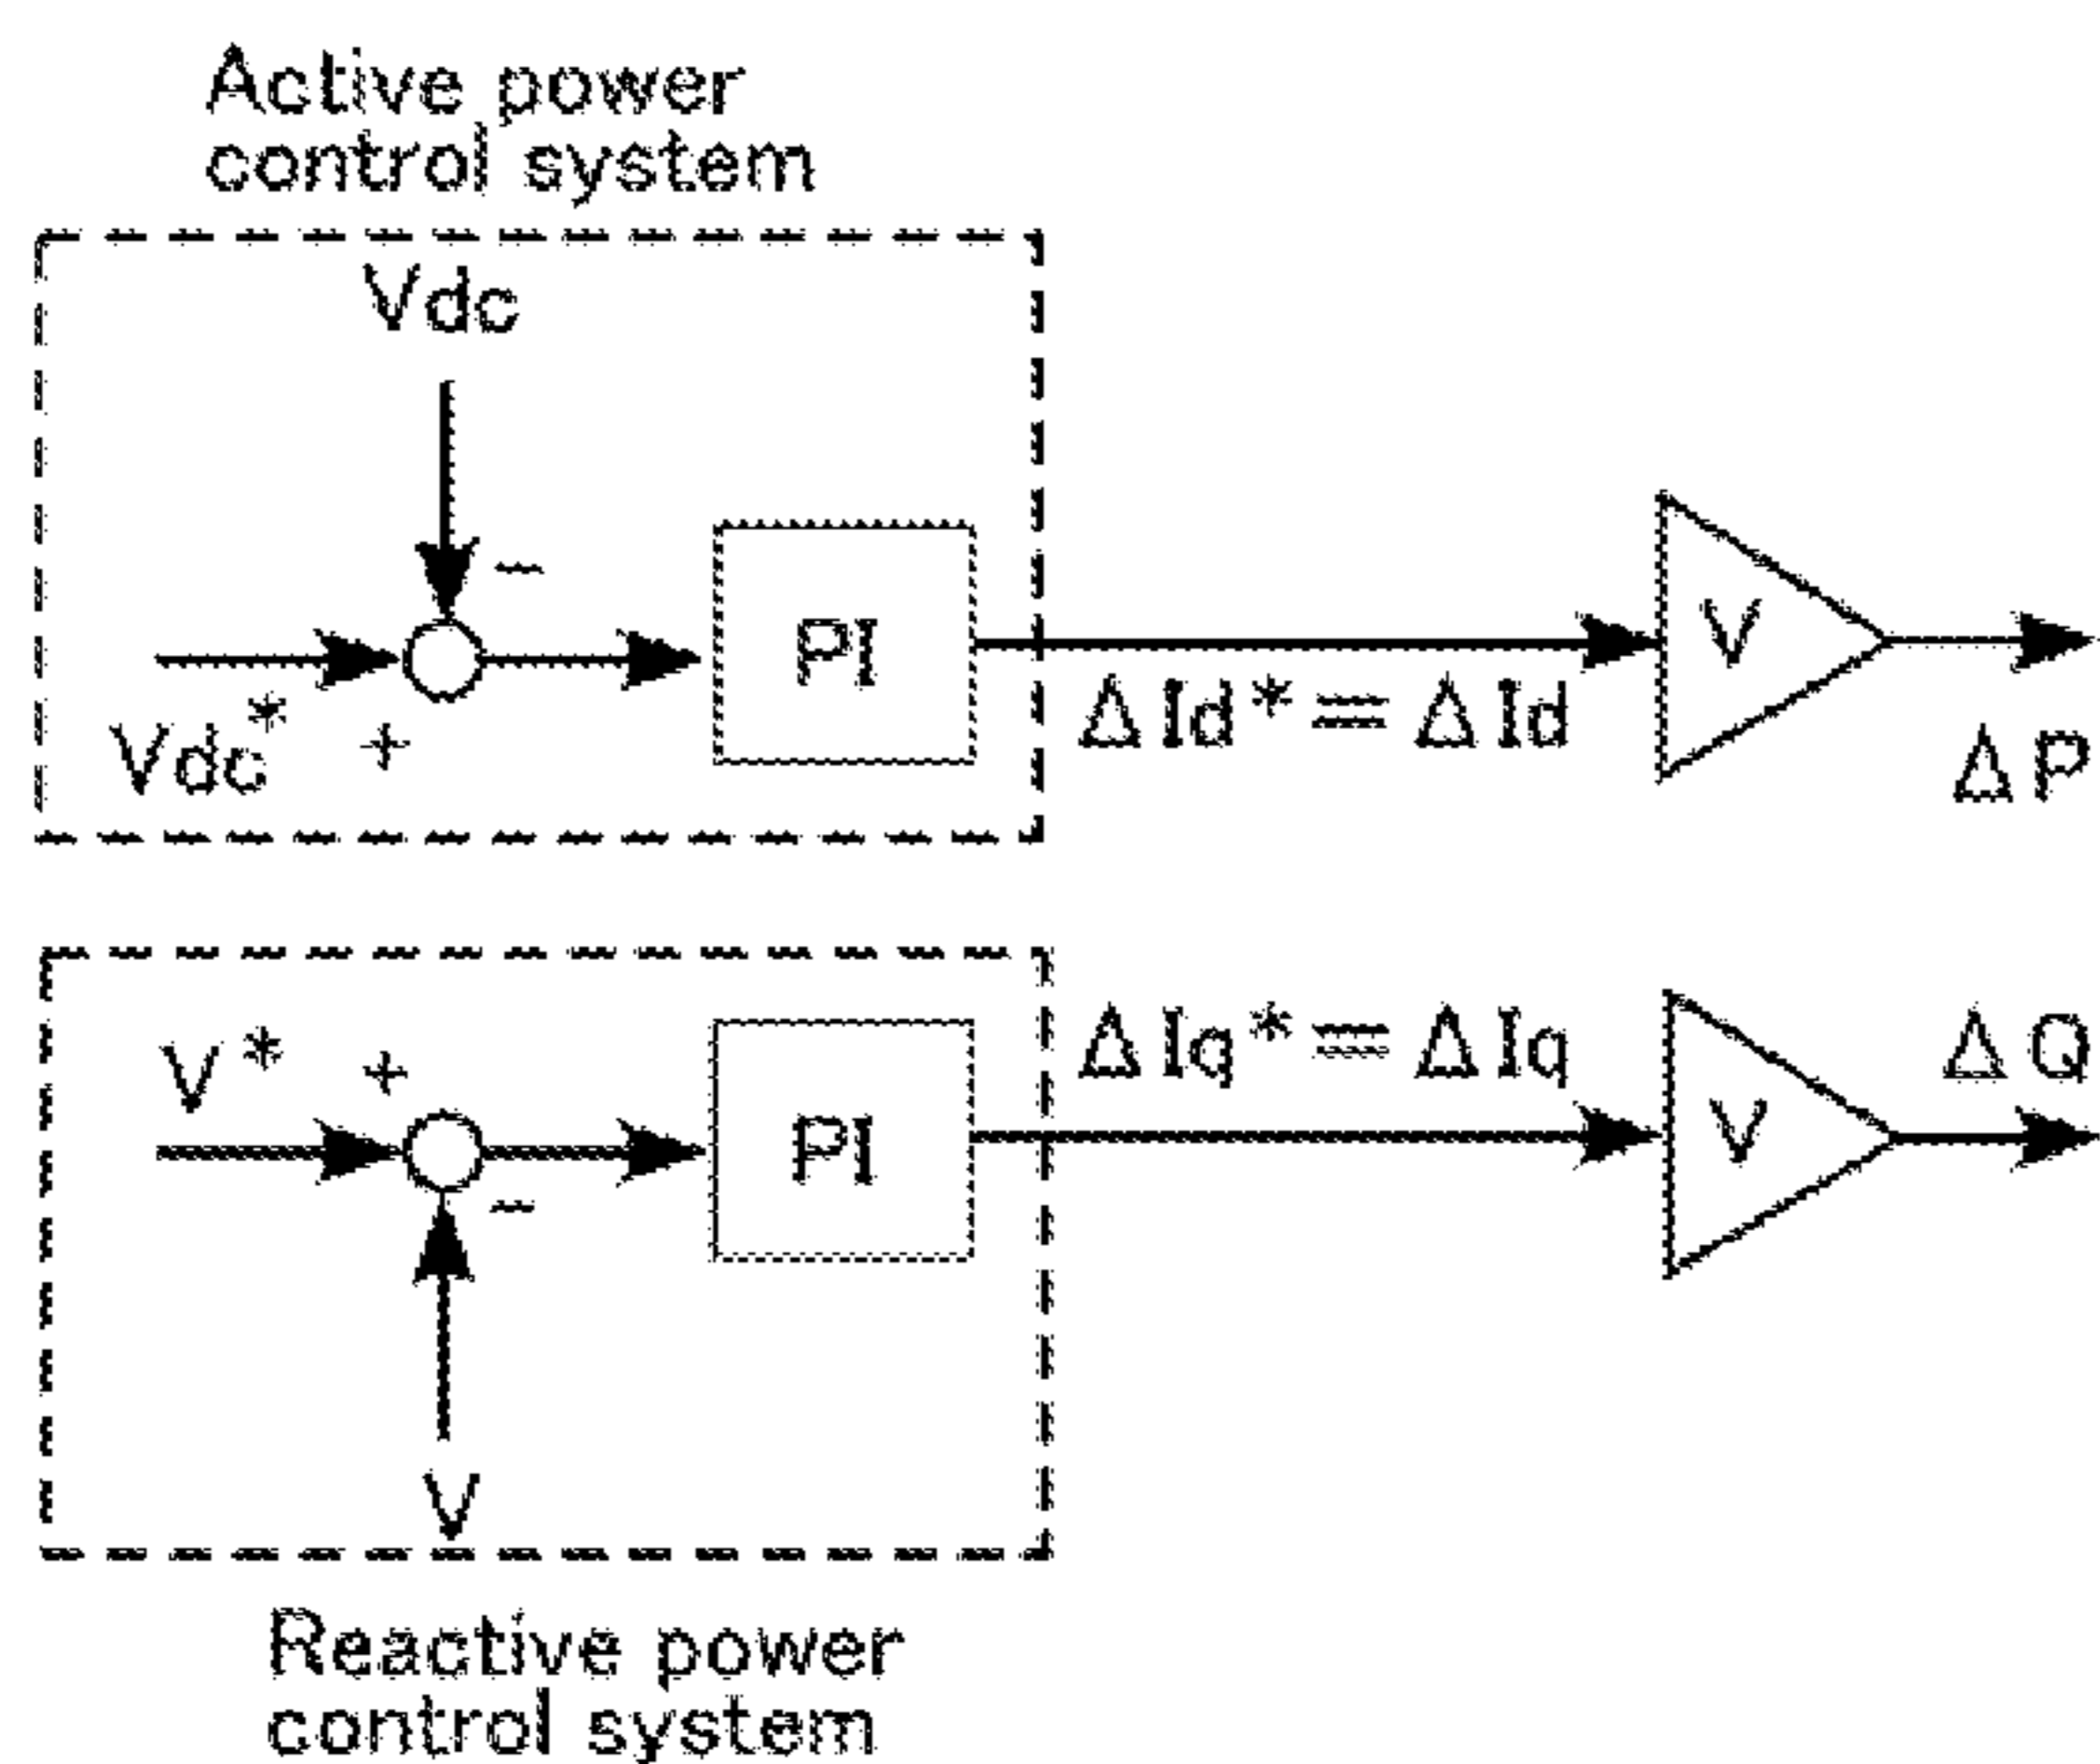 Active power
control system
Vdc
−
PI
V
Vdc* +
ΔId*=ΔId
ΔP
V* +
ΔIq*=ΔIq
ΔQ
PI
V
−
V
Reactive power
control system